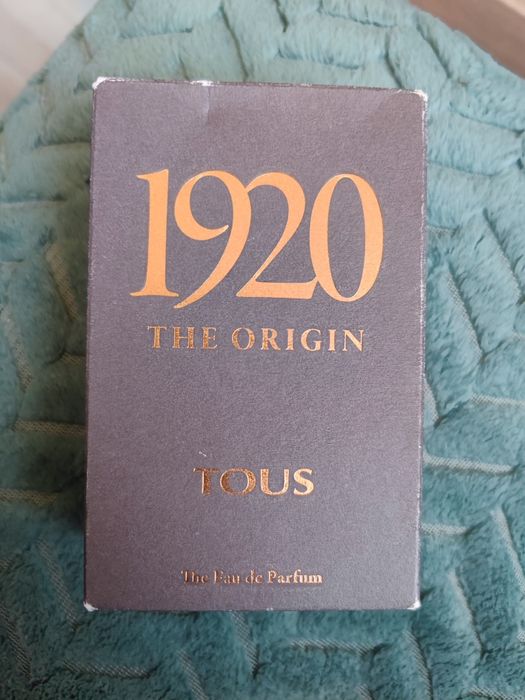 1920
THE ORIGIN
TOUS
The Eau de Parfum